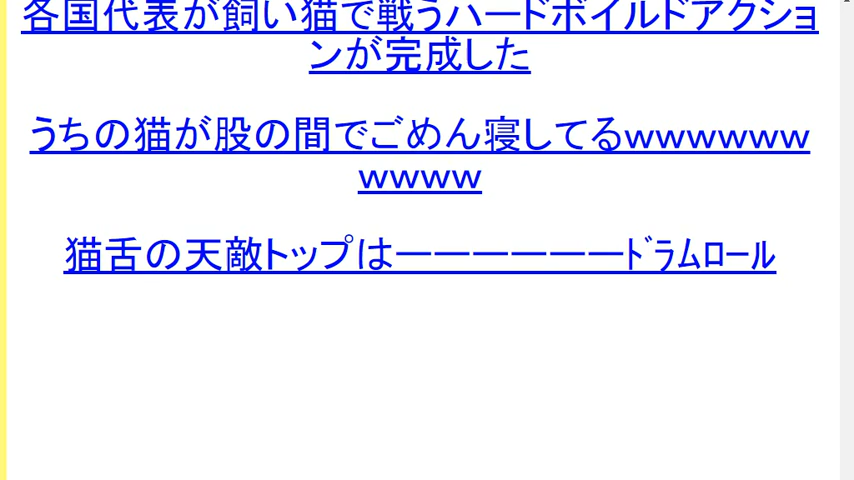 各国代表が飼い猫で戦うハードボイルドアクショ
ンが完成した
うちの猫が股の間でごめん寝してるwwwwww
wwww
猫舌の天敵トップは――――――ﾄﾞﾗﾑﾛｰﾙ